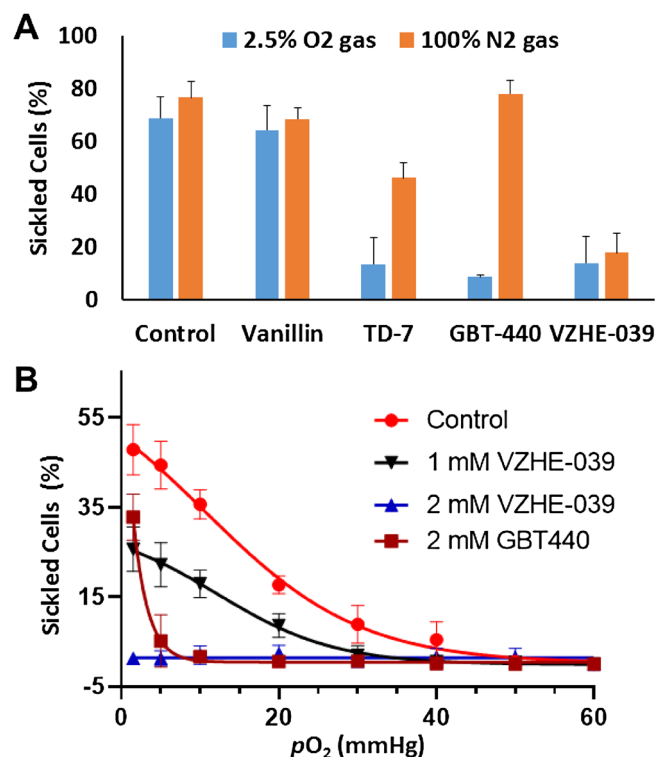 A
2.5% O2 gas 100% N2 gas
Sickled Cells (%)
100
80
60
40
20
0
Control Vanillin TD-7 GBT-440 VZHE-039
B
Sickled Cells (%)
55
35
15
-5
Control
1 mM VZHE-039
2 mM VZHE-039
2 mM GBT440
0 20 40 60
pO₂ (mmHg)